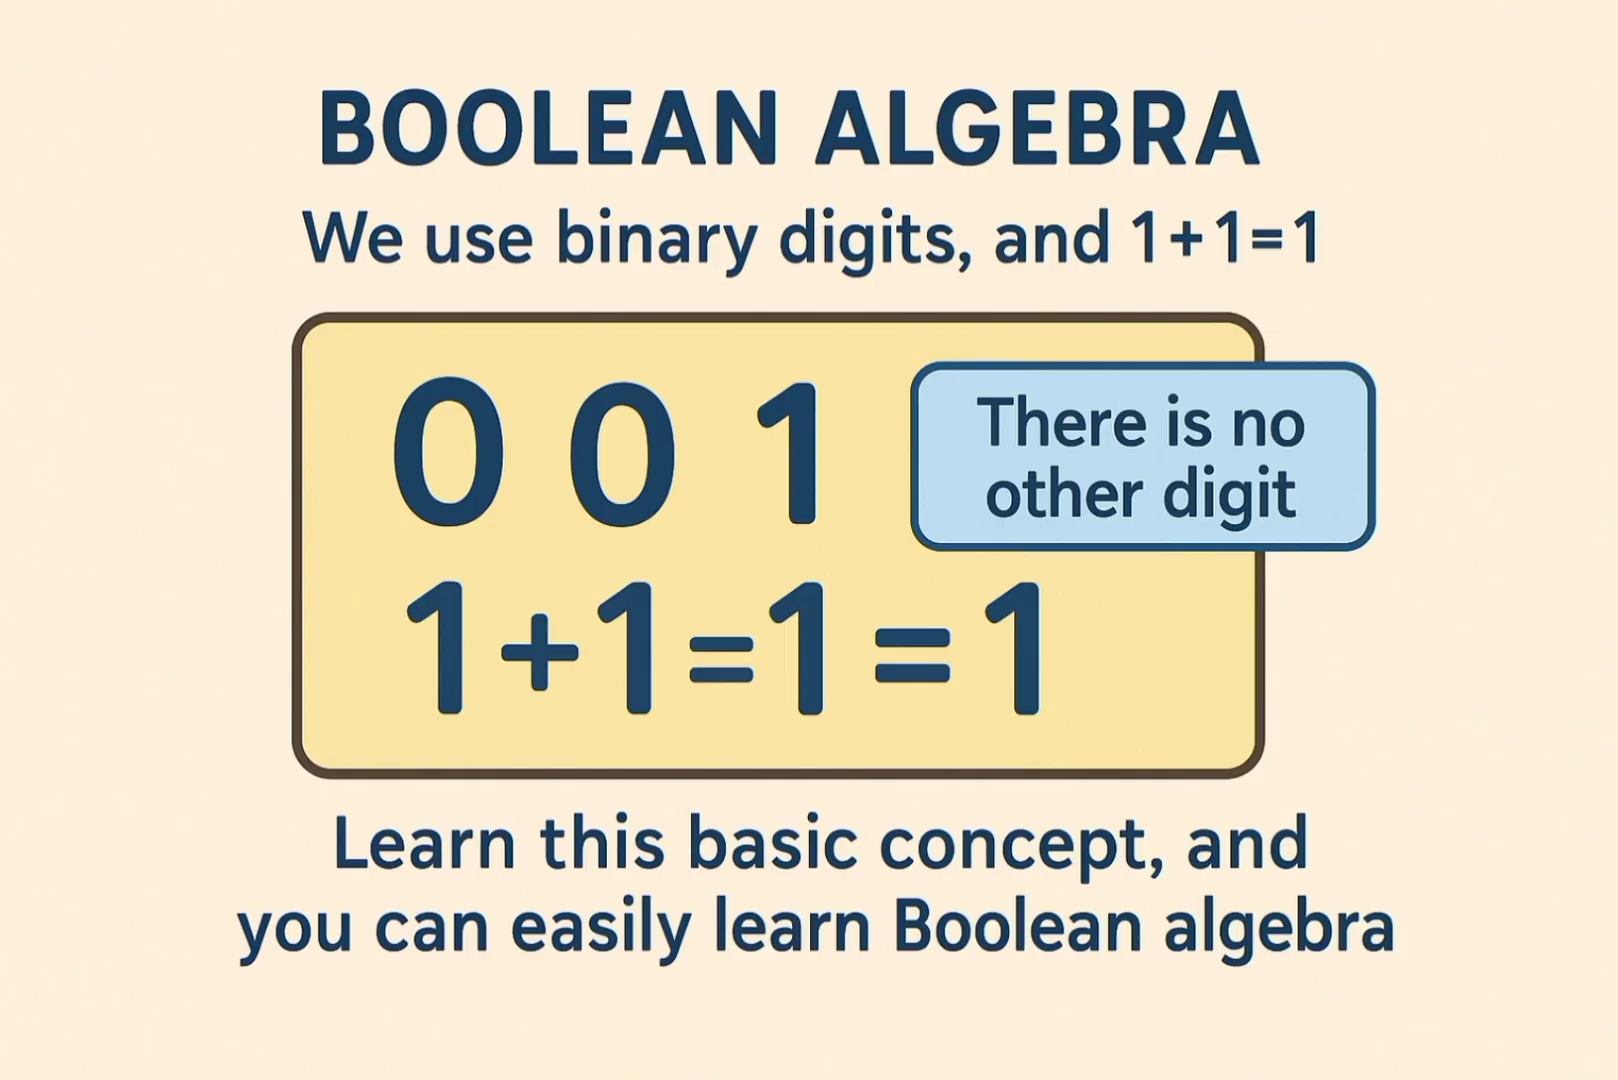 BOOLEAN ALGEBRA
We use binary digits, and 1+1=1
0 0 1
There is no
other digit
1+1=1 = 1
Learn this basic concept, and
you can easily learn Boolean algebra